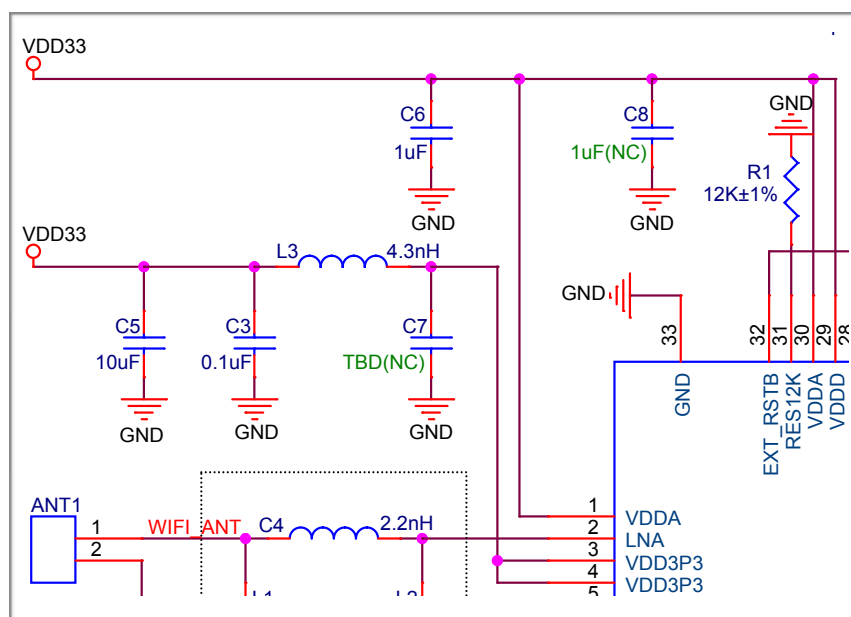 VDD33
C6
1uF
GND
C8
1uF(NC)
GND
GND
R1
12K±1%
VDD33
L3
4.3nH
C5
10uF
GND
C3
0.1uF
GND
C7
TBD(NC)
GND
GND
33
32
31
30
29
28
GND
EXT_RSTB
RES12K
VDDA
VDDD
ANT1
1
2
WIFI_ANT
C4
2.2nH
1
2
3
4
5
VDDA
LNA
VDD3P3
VDD3P3
L1